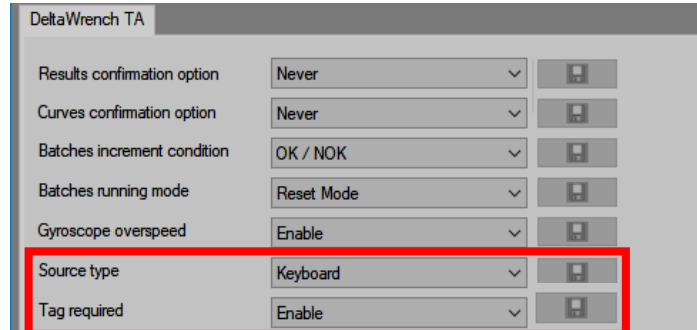 DeltaWrench TA
Results confirmation option Never
Curves confirmation option Never
Batches increment condition OK / NOK
Batches running mode Reset Mode
Gyroscope overspeed Enable
Source type Keyboard
Tag required Enable